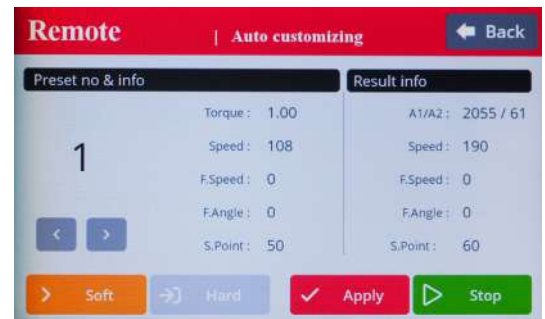 Remote | Auto customizing Back
Preset no & info Result info
Torque : 1.00 A1/A2 : 2055 / 61
1 Speed : 108 Speed : 190
F.Speed : 0 F.Speed : 0
F.Angle : 0 F.Angle : 0
< > S.Point : 50 S.Point : 60
> Soft Hard Apply Stop